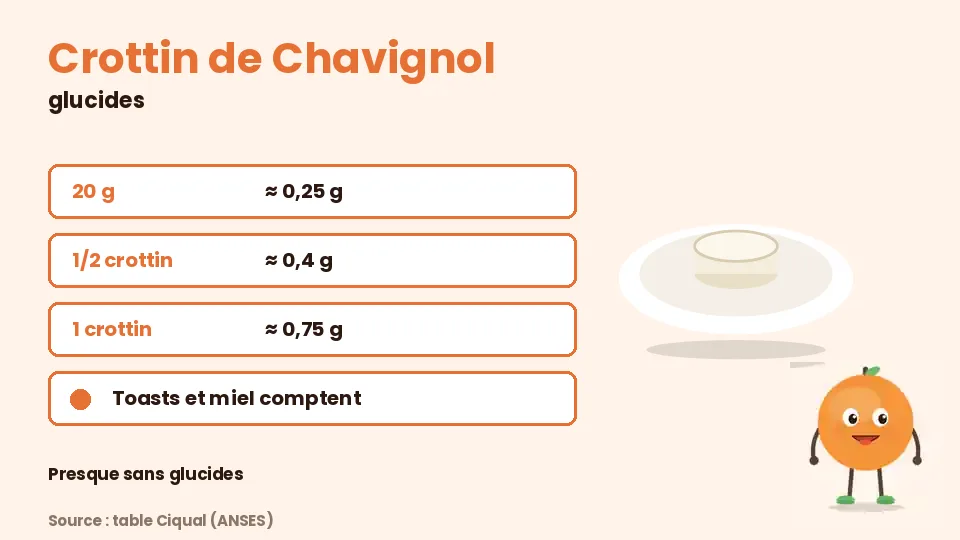 Crottin de Chavignol
glucides
20 g ≈ 0,25 g
1/2 crottin ≈ 0,4 g
1 crottin ≈ 0,75 g
Toasts et miel comptent
Presque sans glucides
Source : table Ciqual (ANSES)